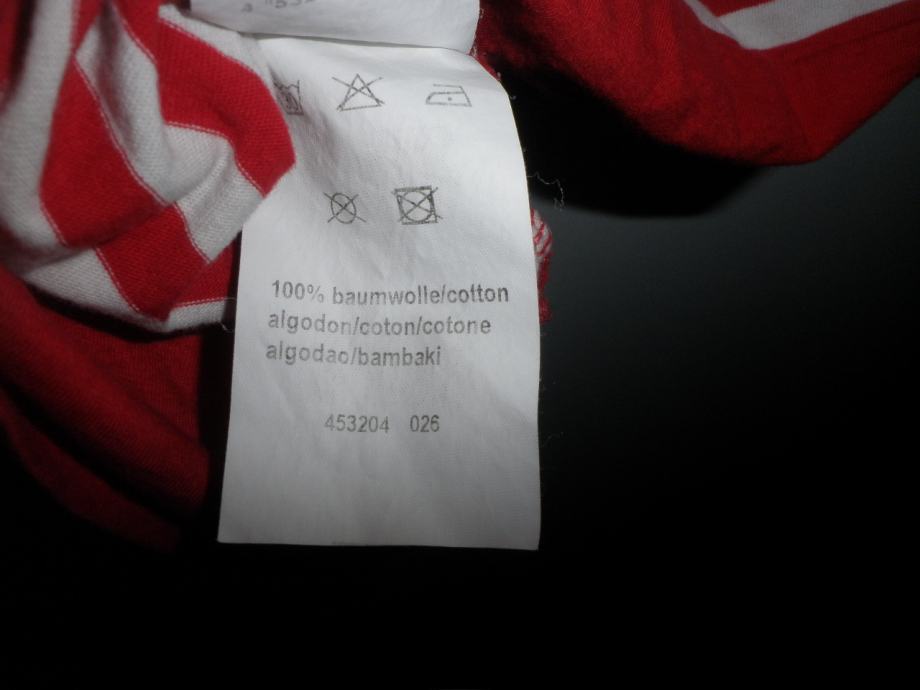 100% baumwolle/cotton
algodon/coton/cotone
algodao/bambaki
453204 026